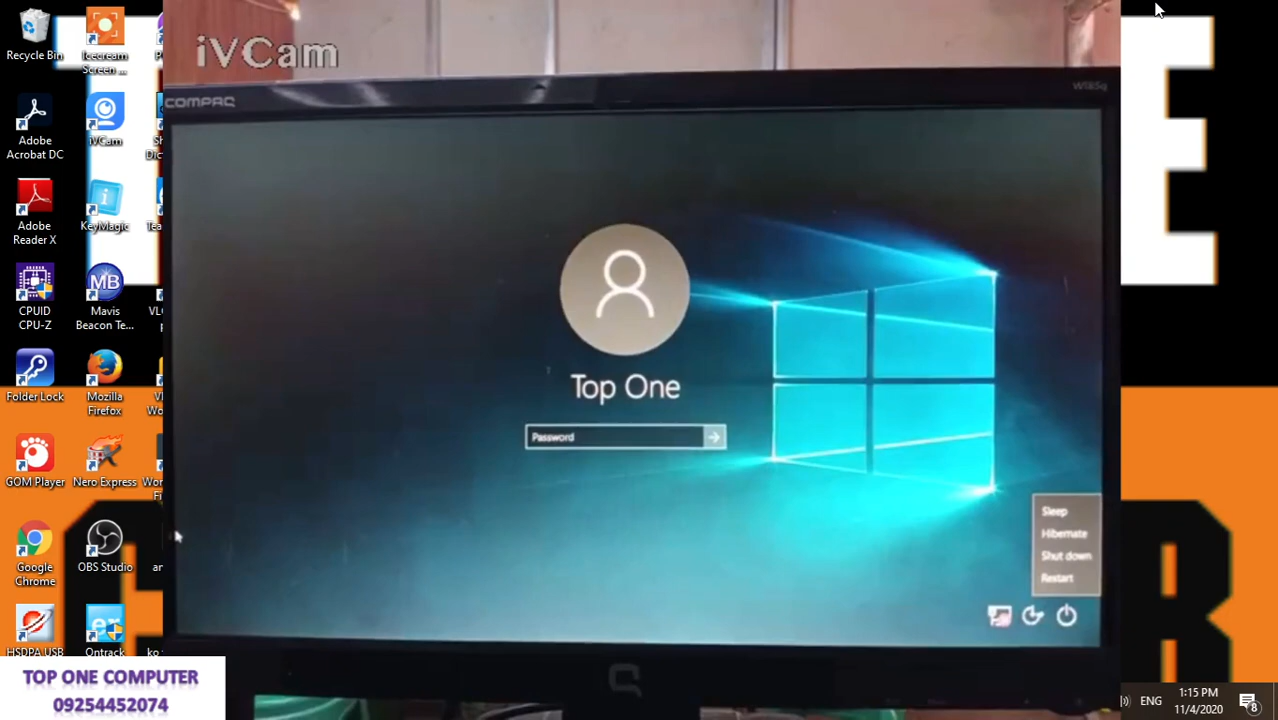 iVCam
COMPAQ
W185q
Recycle Bin
Icecream
Screen ...
Adobe
Acrobat DC
iVCam
Adobe
Reader X
KeyMagic
CPUID
CPU-Z
Mavis
Beacon Te...
Folder Lock
Mozilla
Firefox
GOM Player
Nero Express
Google
Chrome
OBS Studio
HSDPA USB
Ontrack
Top One
Password
Sleep
Hibernate
Shut down
Restart
TOP ONE COMPUTER
09254452074
ENG
1:15 PM
11/4/2020
8